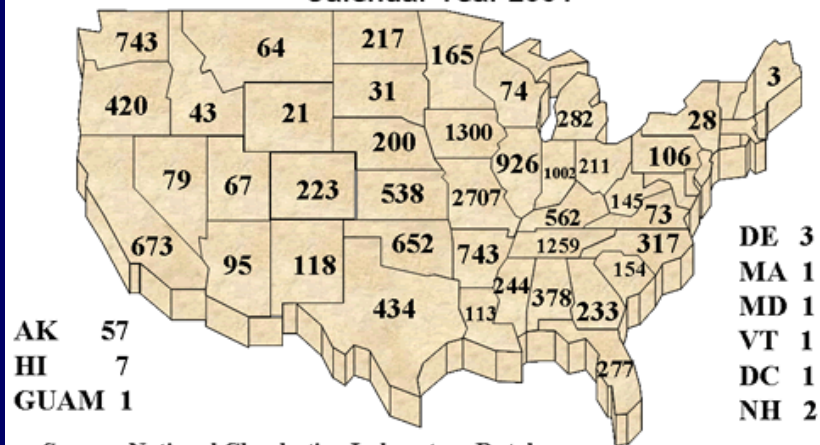 743 64 217 165 3
420 43 21 31 74 282 28
200 1300
79 67 223 538 2707 926 1002 211 106
145 73
562
673 95 118 652 743 1259 317
154
434 113 244 378 233
277
AK 57
HI 7
GUAM 1
DE 3
MA 1
MD 1
VT 1
DC 1
NH 2